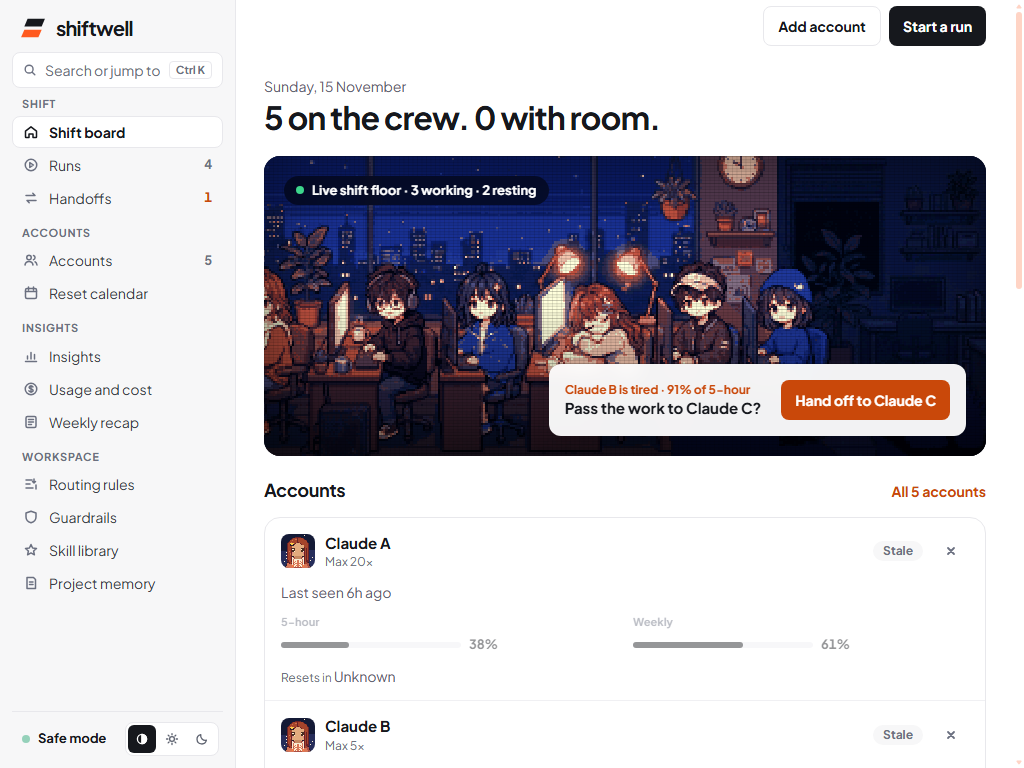 shiftwell
Search or jump to
Ctrl K
SHIFT
Shift board
Runs 4
Handoffs 1
ACCOUNTS
Accounts 5
Reset calendar
INSIGHTS
Insights
Usage and cost
Weekly recap
WORKSPACE
Routing rules
Guardrails
Skill library
Project memory
Safe mode
Add account
Start a run
Sunday, 15 November
5 on the crew. 0 with room.
Live shift floor · 3 working · 2 resting
Claude B is tired · 91% of 5-hour
Pass the work to Claude C?
Hand off to Claude C
Accounts
All 5 accounts
Claude A
Max 20×
Stale
Last seen 6h ago
5-hour
38%
Weekly
61%
Resets in Unknown
Claude B
Max 5×
Stale